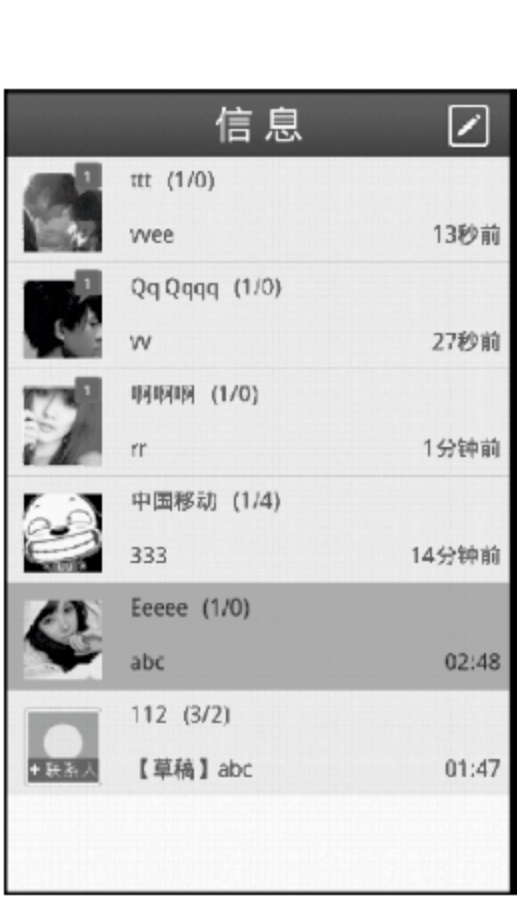 信息
1
ttt (1/0)
vvee
13秒前
1
Qq Qqqq (1/0)
vv
27秒前
1
啊啊啊 (1/0)
rr
1分钟前
中国移动 (1/4)
333
14分钟前
Eeeee (1/0)
abc
02:48
112 (3/2)
+ 联系人
【草稿】abc
01:47